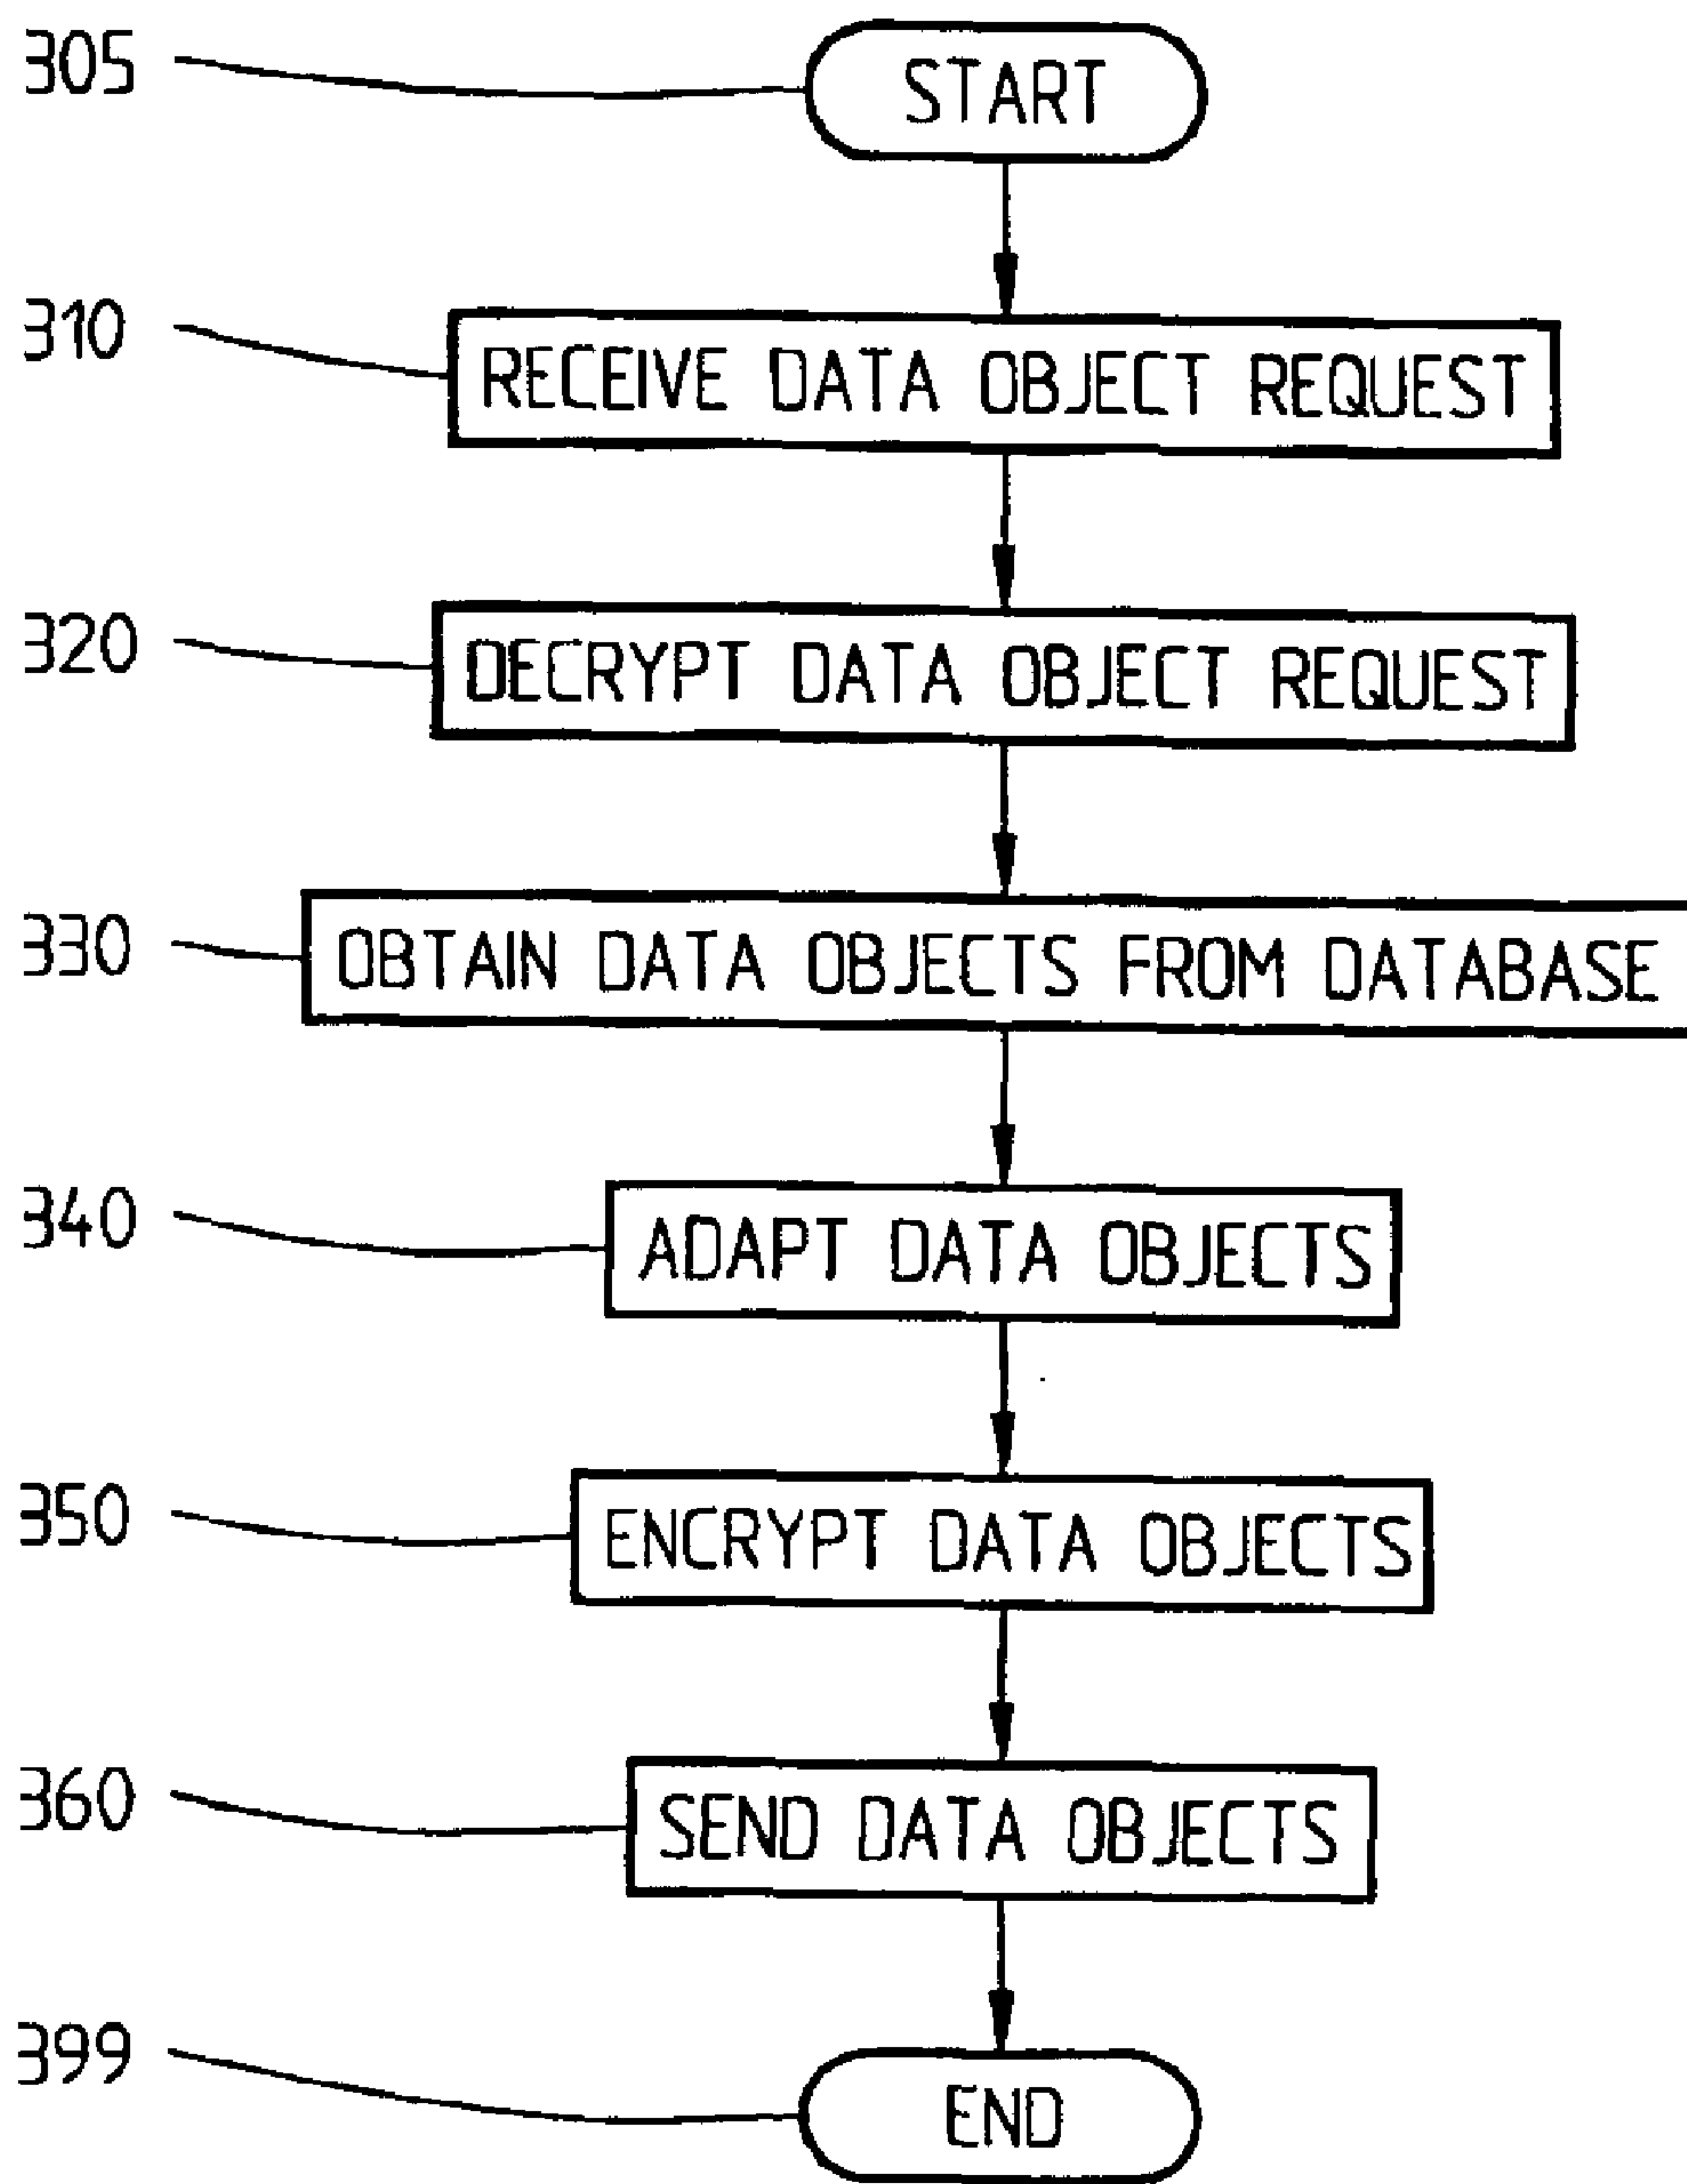 305 START
310 RECEIVE DATA OBJECT REQUEST
320 DECRYPT DATA OBJECT REQUEST
330 OBTAIN DATA OBJECTS FROM DATABASE
340 ADAPT DATA OBJECTS
350 ENCRYPT DATA OBJECTS
360 SEND DATA OBJECTS
399 END